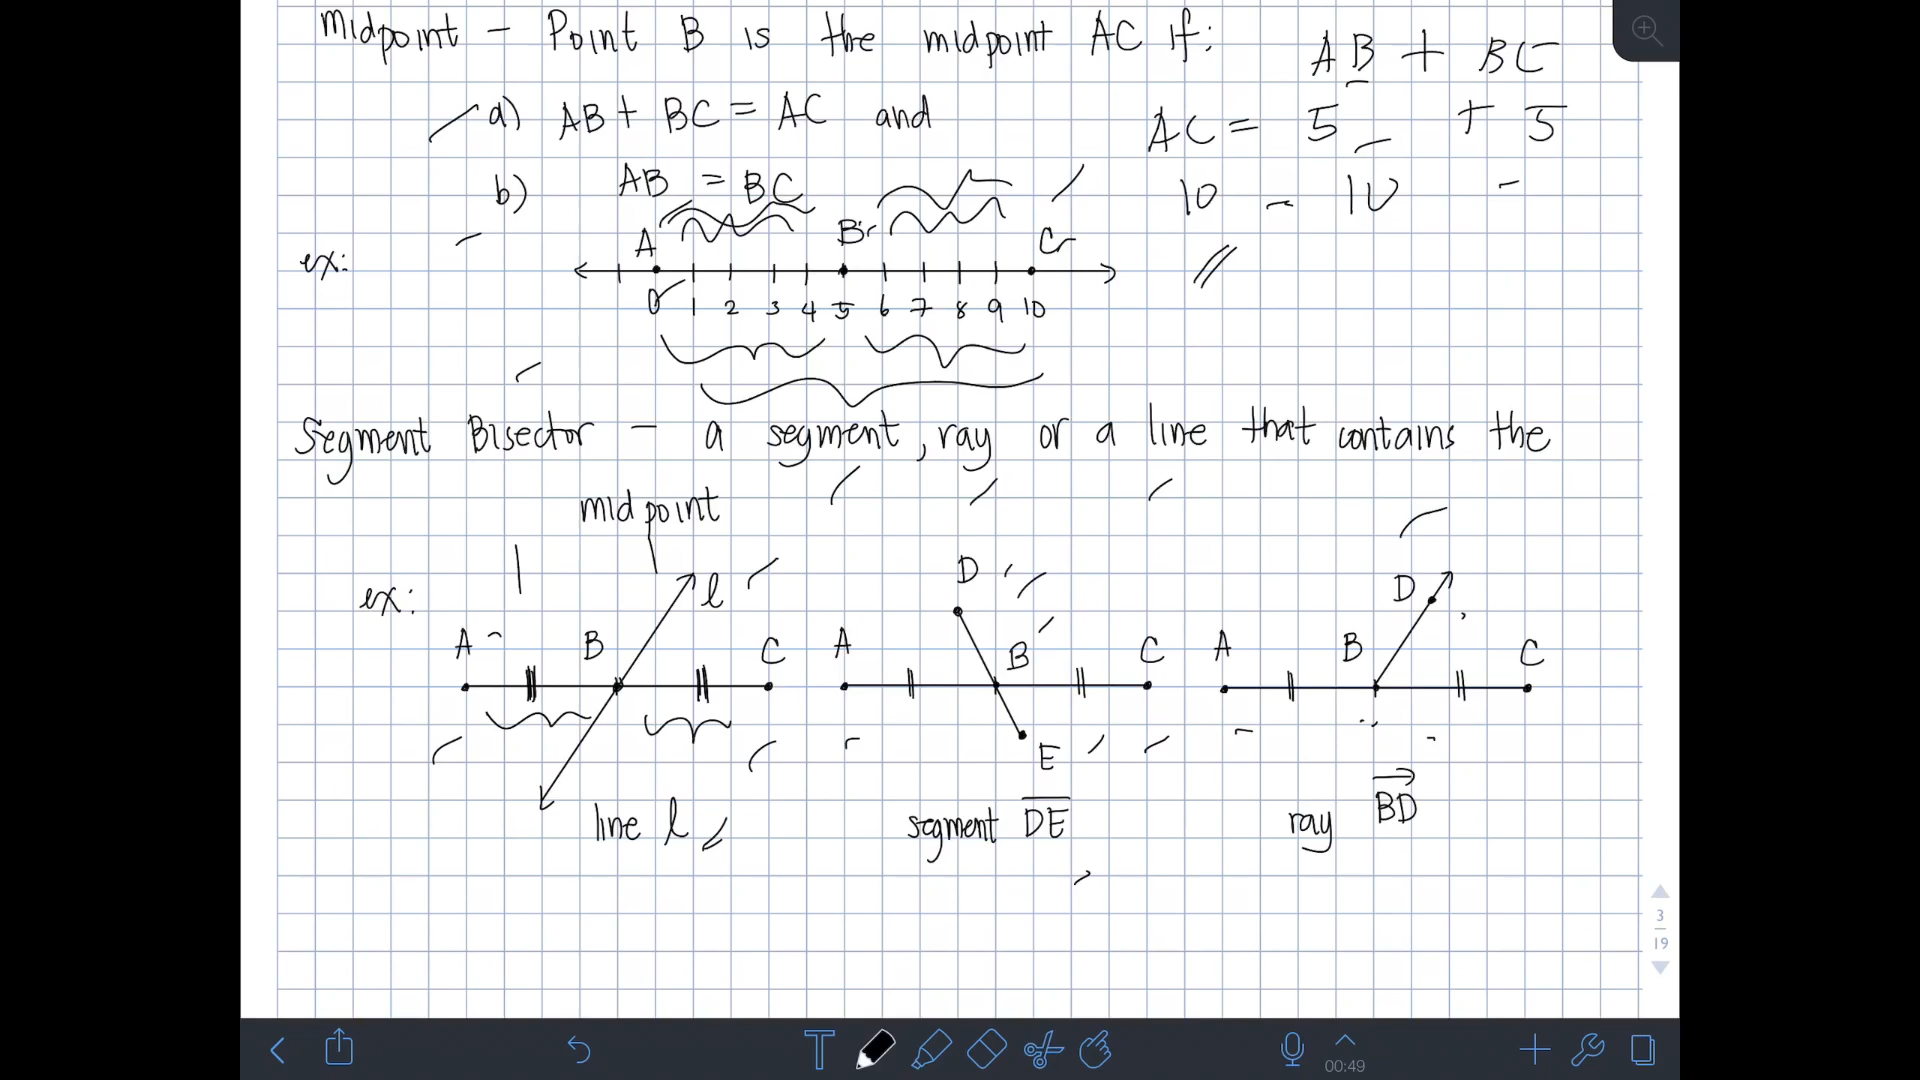 Midpoint - Point B is the midpoint AC if:
a) AB + BC = AC and
b) AB = BC
AB + BC
AC = 5 + 5
10 = 10
ex:
A B C
0 1 2 3 4 5 6 7 8 9 10
Segment Bisector - a segment, ray or a line that contains the
midpoint
ex:
A B C l
line l
D
A B C
E
segment DE
D
A B C
ray BD
3
19
T
00:49